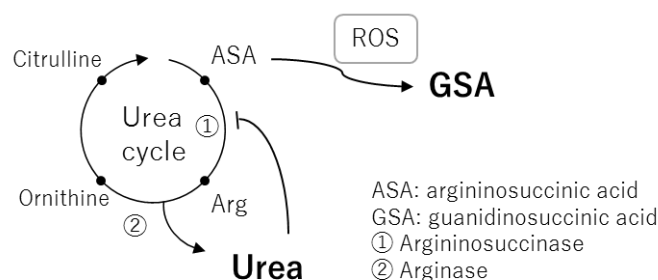 ROS
Citrulline
ASA
GSA
Urea
cycle
①
Ornithine
Arg
②
Urea
ASA: argininosuccinic acid
GSA: guanidinosuccinic acid
① Argininosuccinase
② Arginase